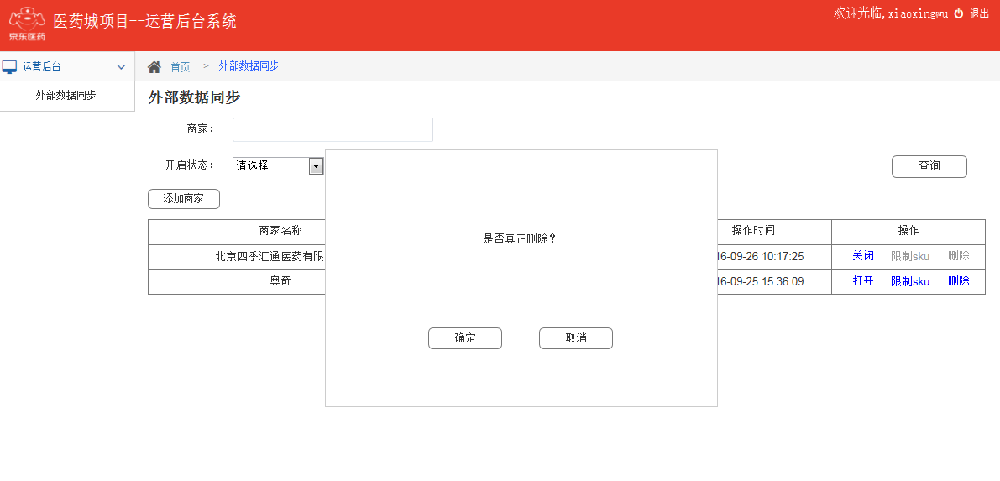 医药城项目--运营后台系统
京东医药
欢迎光临,xiaoxingwu 退出
运营后台
外部数据同步
首页 > 外部数据同步
外部数据同步
商家：
开启状态： 请选择
查询
添加商家
商家名称 操作时间 操作
北京四季汇通医药有限 16-09-26 10:17:25 关闭 限制sku 删除
奥奇 16-09-25 15:36:09 打开 限制sku 删除
是否真正删除？
确定 取消